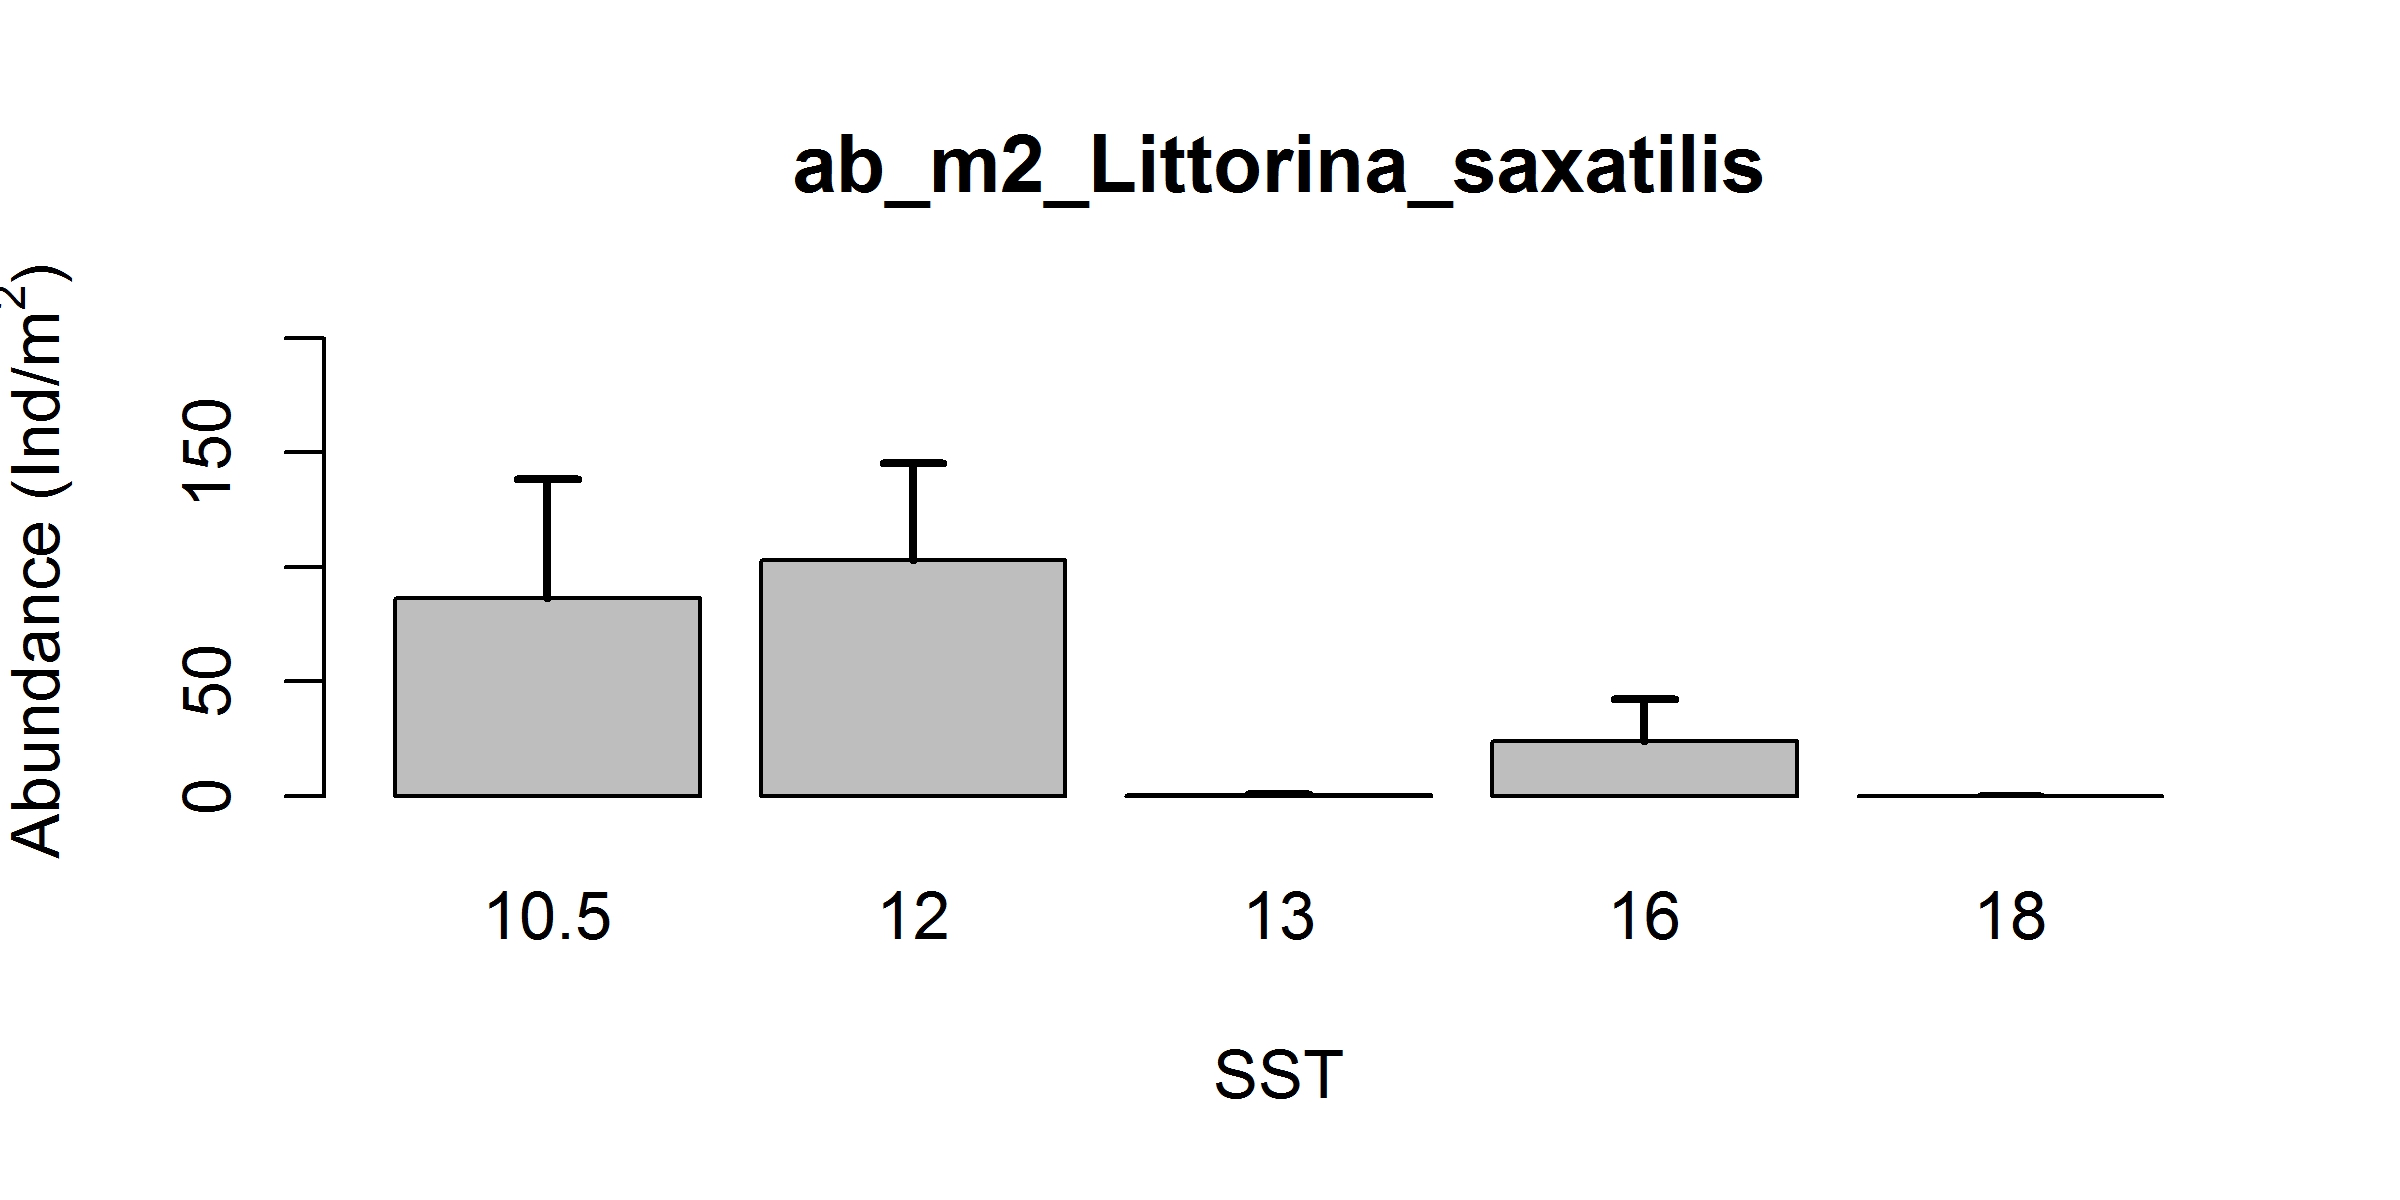 ab_m2_Littorina_saxatilis
Abundance (Ind/m²)
150
50
0
10.5 12 13 16 18
SST